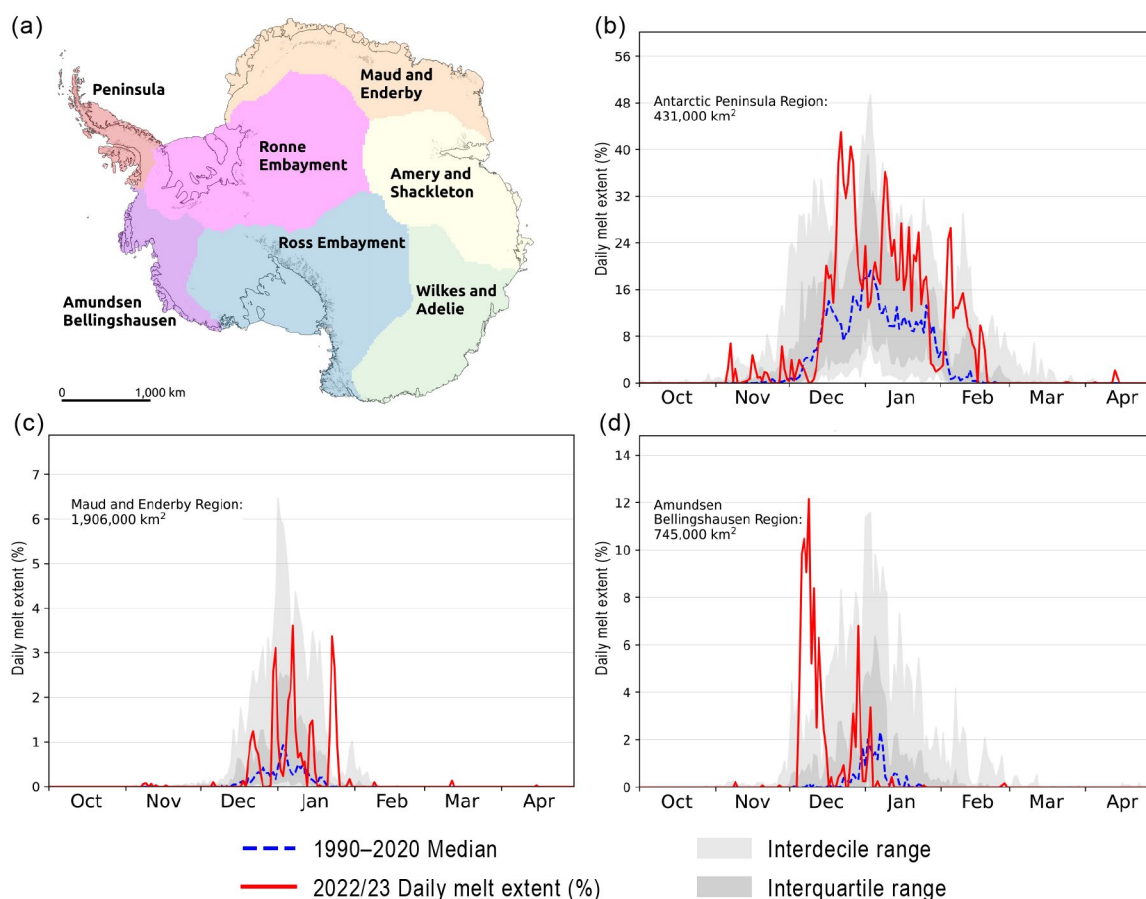 (a)
Peninsula
Maud and
Enderby
Ronne
Embayment
Amery and
Shackleton
Ross Embayment
Amundsen
Bellingshausen
Wilkes and
Adelie
0
1,000 km
(b)
Daily melt extent (%)
56
48
40
32
24
16
8
0
Antarctic Peninsula Region:
431,000 km²
Oct Nov Dec Jan Feb Mar Apr
(c)
Daily melt extent (%)
7
6
5
4
3
2
1
0
Maud and Enderby Region:
1,906,000 km²
Oct Nov Dec Jan Feb Mar Apr
(d)
Daily melt extent (%)
14
12
10
8
6
4
2
0
Amundsen
Bellingshausen Region:
745,000 km²
Oct Nov Dec Jan Feb Mar Apr
1990–2020 Median
2022/23 Daily melt extent (%)
Interdecile range
Interquartile range